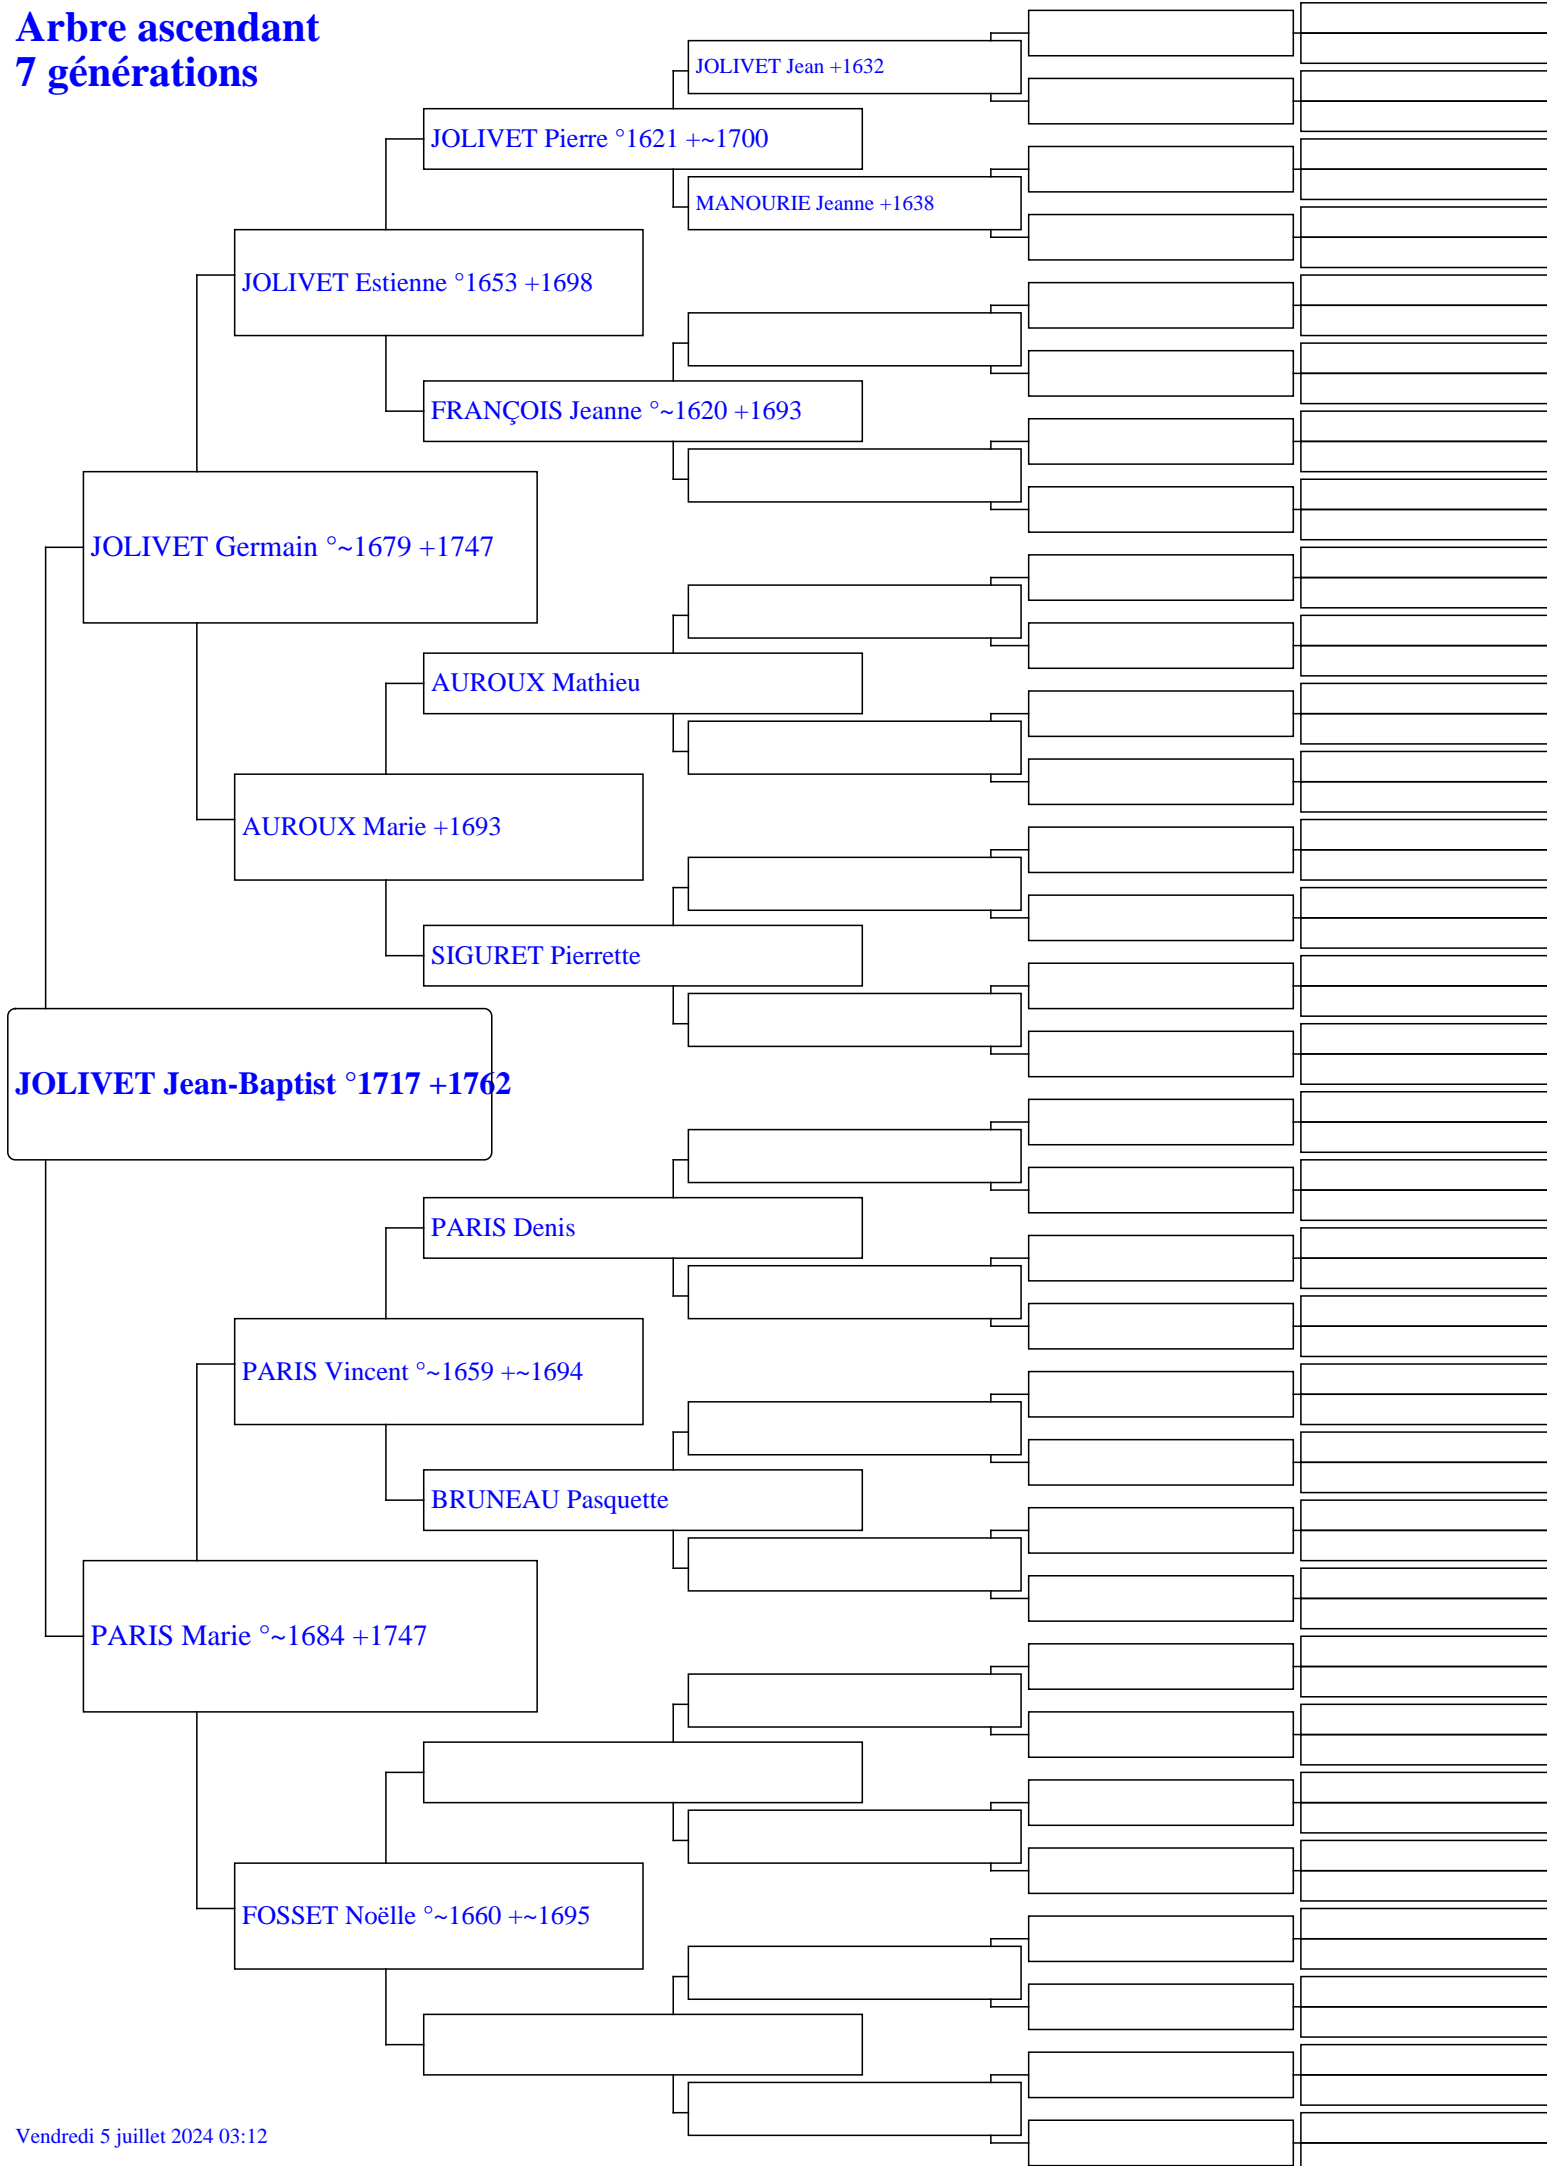 Arbre ascendant
7 générations
JOLIVET Jean +1632
JOLIVET Pierre °1621 +~1700
MANOURIE Jeanne +1638
JOLIVET Estienne °1653 +1698
FRANÇOIS Jeanne °~1620 +1693
JOLIVET Germain °~1679 +1747
AUROUX Mathieu
AUROUX Marie +1693
SIGURET Pierrette
JOLIVET Jean-Baptist °1717 +1762
PARIS Denis
PARIS Vincent °~1659 +~1694
BRUNEAU Pasquette
PARIS Marie °~1684 +1747
FOSSET Noëlle °~1660 +~1695
Vendredi 5 juillet 2024 03:12